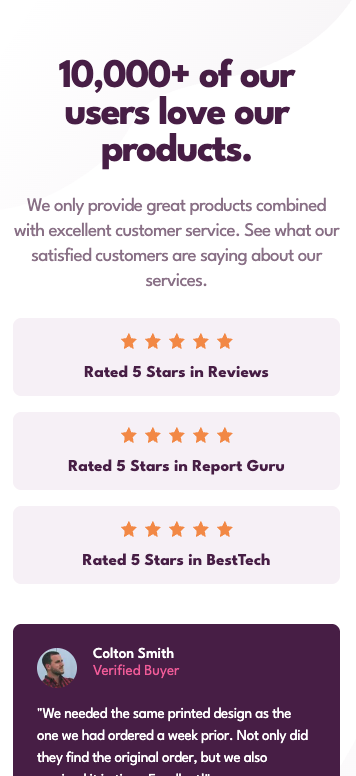 10,000+ of our
users love our
products.
We only provide great products combined
with excellent customer service. See what our
satisfied customers are saying about our
services.
Rated 5 Stars in Reviews
Rated 5 Stars in Report Guru
Rated 5 Stars in BestTech
Colton Smith
Verified Buyer
"We needed the same printed design as the
one we had ordered a week prior. Not only did
they find the original order, but we also